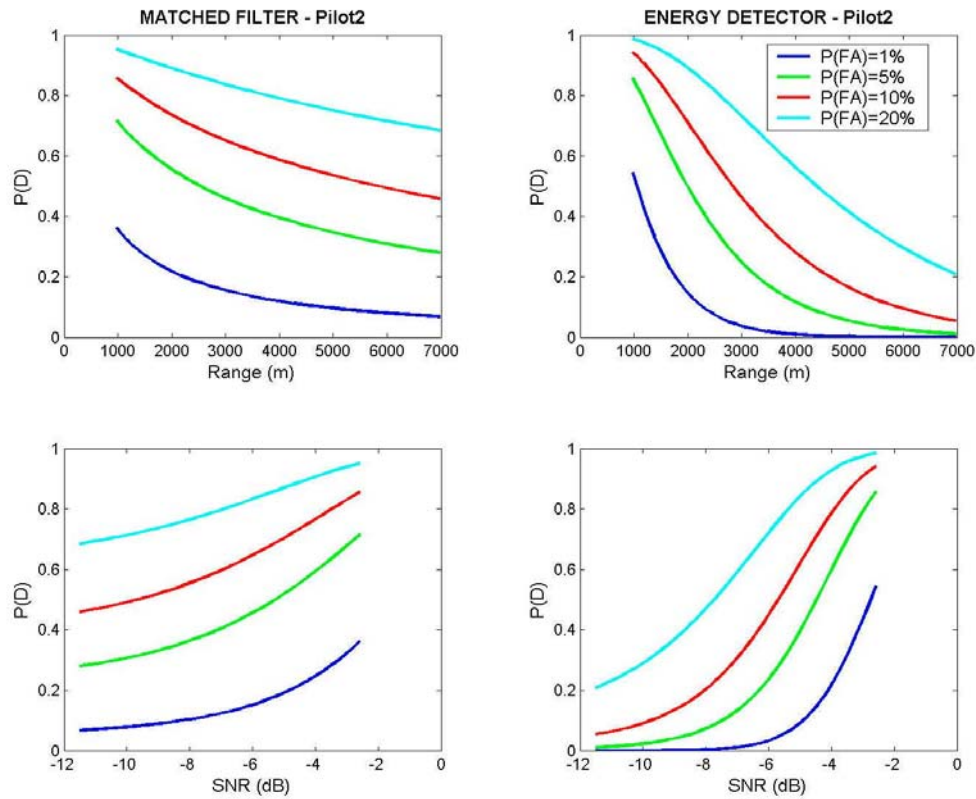 MATCHED FILTER - Pilot2
1
0.8
0.6
0.4
0.2
0
P(D)
0 1000 2000 3000 4000 5000 6000 7000
Range (m)
ENERGY DETECTOR - Pilot2
P(FA)=1%
P(FA)=5%
P(FA)=10%
P(FA)=20%
1
0.8
0.6
0.4
0.2
0
P(D)
0 1000 2000 3000 4000 5000 6000 7000
Range (m)
1
0.8
0.6
0.4
0.2
0
P(D)
-12 -10 -8 -6 -4 -2 0
SNR (dB)
1
0.8
0.6
0.4
0.2
0
P(D)
-12 -10 -8 -6 -4 -2 0
SNR (dB)